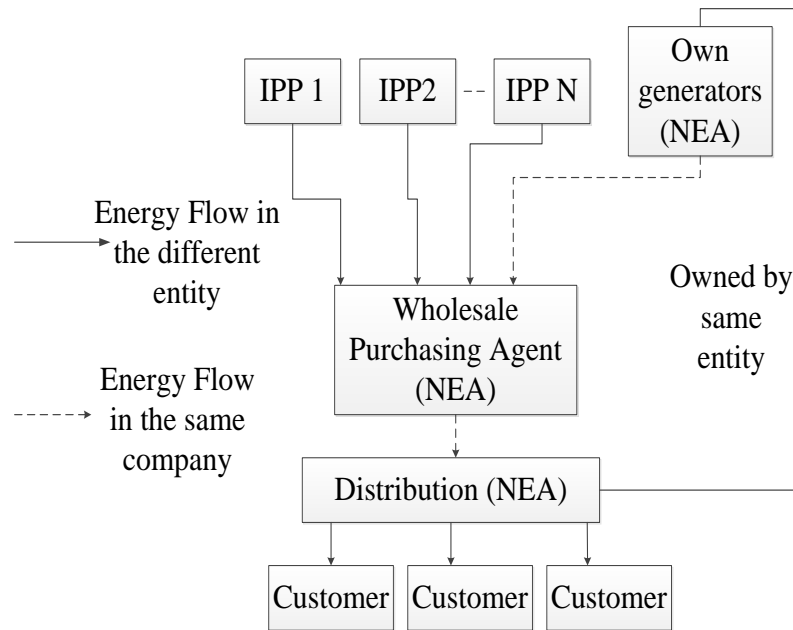 Own
generators
(NEA)
IPP 1
IPP2
IPP N
Energy Flow in
the different
entity
Wholesale
Purchasing Agent
(NEA)
Owned by
same
entity
Energy Flow
in the same
company
Distribution (NEA)
Customer
Customer
Customer